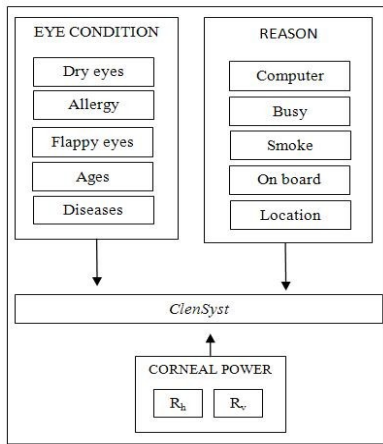 EYE CONDITION
Dry eyes
Allergy
Flappy eyes
Ages
Diseases
REASON
Computer
Busy
Smoke
On board
Location
ClenSyst
CORNEAL POWER
Rh Rv